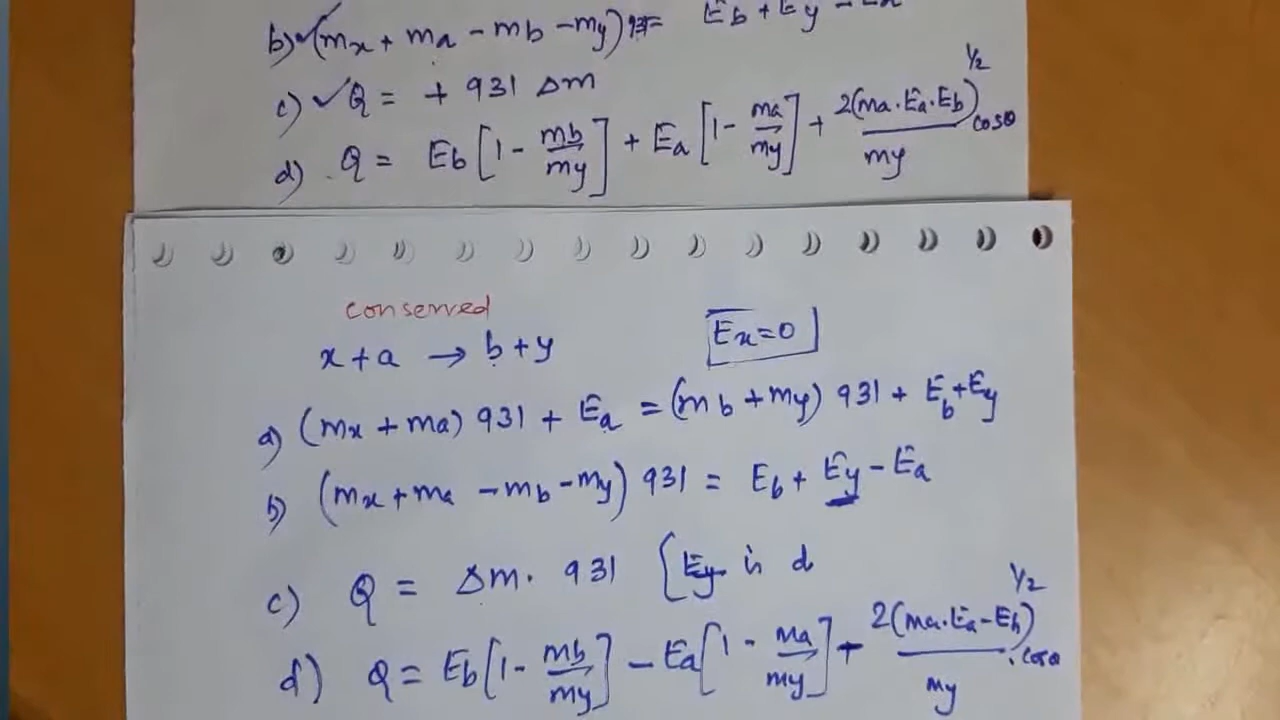 b) ✓(mx + ma - mb - my) 931 = Eb + Ey - Ea
c) ✓ Q = + 931 Δm
d) Q = Eb [1 - mb/my] + Ea [1 - ma/my] + 2(ma.Ea.Eb)^1/2/my cosθ
conserved
x + a → b + y   Ex=0
a) (mx + ma) 931 + Ea = (mb + my) 931 + Eb + Ey
b) (mx + ma - mb - my) 931 = Eb + Ey - Ea
c) Q = Δm. 931 [Ey is d
d) Q = Eb [1 - mb/my] - Ea [1 - ma/my] + 2(ma.Ea-Eb)^1/2/my .cosθ